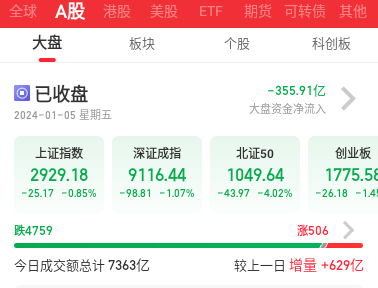 全球 A股 港股 美股 ETF 期货 可转债 其他
大盘 板块 个股 科创板
已收盘 -355.91亿
2024-01-05 星期五 大盘资金净流入
上证指数 深证成指 北证50 创业板
2929.18 9116.44 1049.64 1775.58
-25.17 -0.85% -98.81 -1.07% -43.97 -4.02% -26.18 -1.45
跌4759 涨506
今日成交额总计 7363亿 较上一日 增量 +629亿